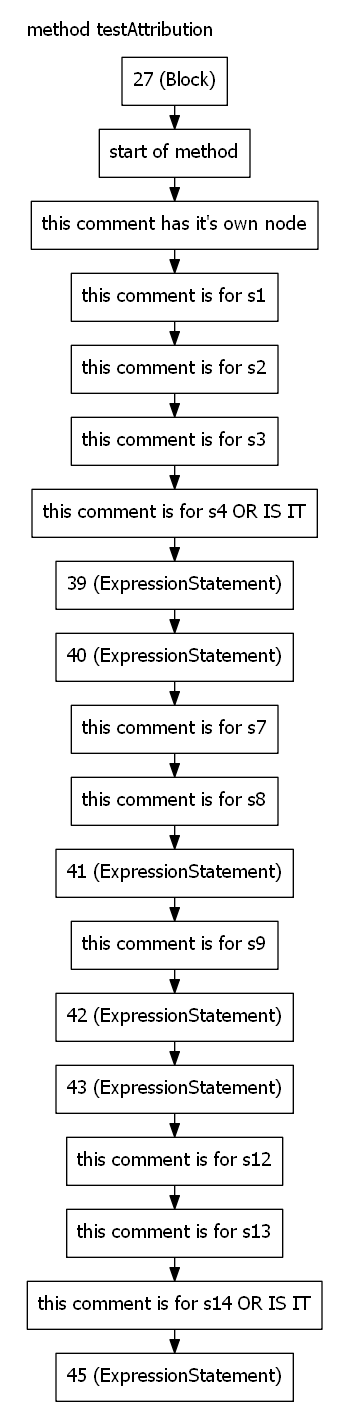 method testAttribution
27 (Block)
start of method
this comment has it's own node
this comment is for s1
this comment is for s2
this comment is for s3
this comment is for s4 OR IS IT
39 (ExpressionStatement)
40 (ExpressionStatement)
this comment is for s7
this comment is for s8
41 (ExpressionStatement)
this comment is for s9
42 (ExpressionStatement)
43 (ExpressionStatement)
this comment is for s12
this comment is for s13
this comment is for s14 OR IS IT
45 (ExpressionStatement)